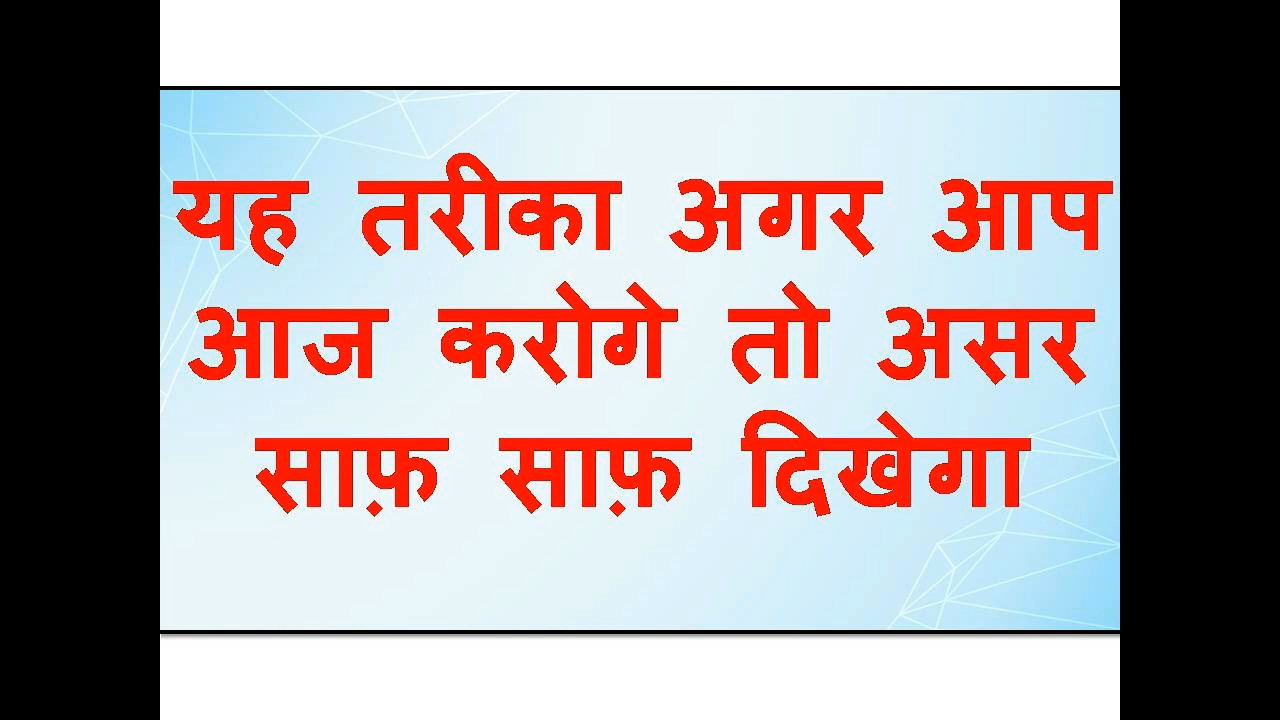 यह तरीका अगर आप
आज करोगे तो असर
साफ़ साफ़ दिखेगा